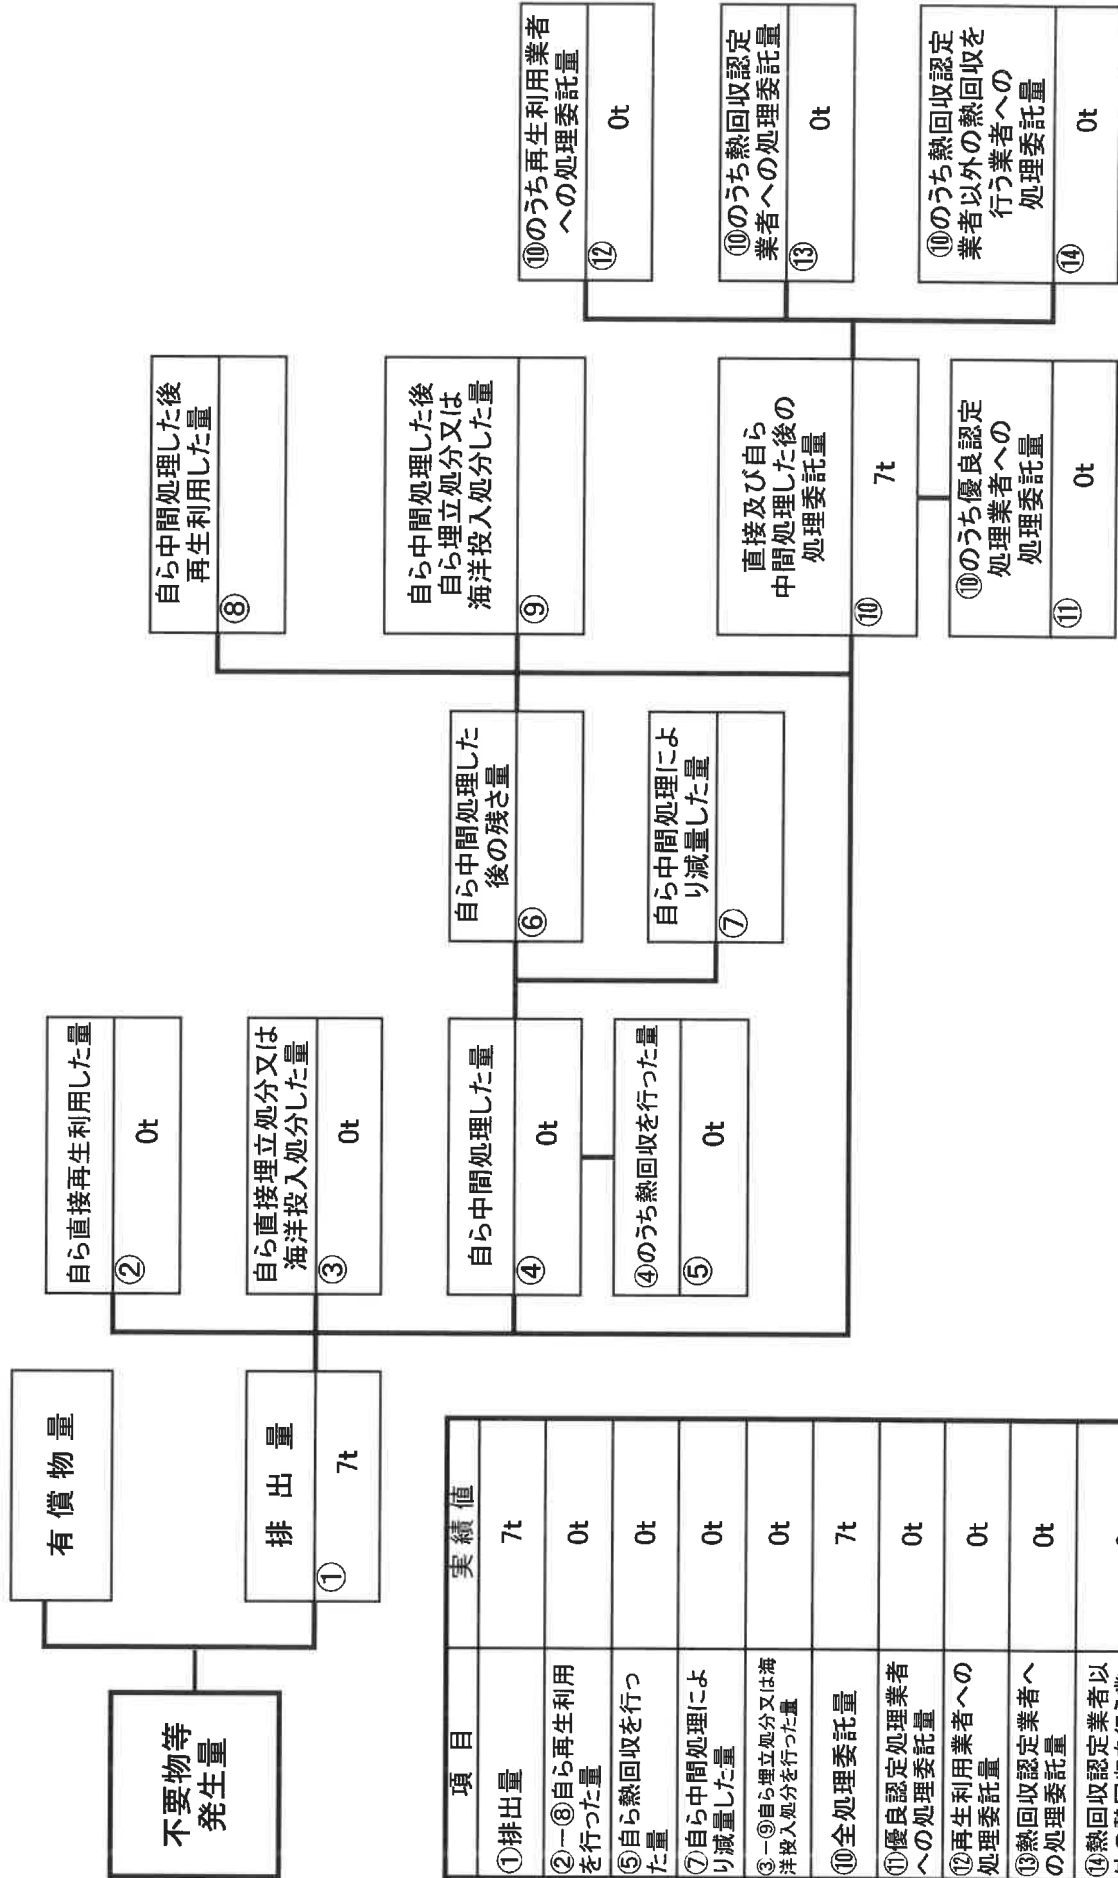 不要物等
発生量
有償物量
排出量
①
7t
自ら直接再生利用した量
②
0t
自ら直接埋立処分又は
海洋投入処分した量
③
0t
自ら中間処理した量
④
0t
④のうち熱回収を行った量
⑤
0t
自ら中間処理した
後の残さ量
⑥
自ら中間処理によ
り減量した量
⑦
自ら中間処理した後
再生利用した量
⑧
自ら中間処理した後
自ら埋立処分又は
海洋投入処分した量
⑨
直接及び自ら
中間処理した後の
処理委託量
⑩
7t
⑩のうち優良認定
処理業者への
処理委託量
⑪
0t
⑩のうち再生利用業者
への処理委託量
⑫
0t
⑩のうち熱回収認定
業者への処理委託量
⑬
0t
⑩のうち熱回収認定
業者以外の熱回収を
行う業者への
処理委託量
⑭
0t
項目
実績値
①排出量
7t
②ー⑧自ら再生利用
を行った量
0t
⑤自ら熱回収を行っ
た量
0t
⑦自ら中間処理によ
り減量した量
0t
③ー⑨自ら埋立処分又は海
洋投入処分を行った量
0t
⑩全処理委託量
7t
⑪優良認定処理業者
への処理委託量
0t
⑫再生利用業者への
処理委託量
0t
⑬熱回収認定業者へ
の処理委託量
0t
⑭熱回収認定業者以